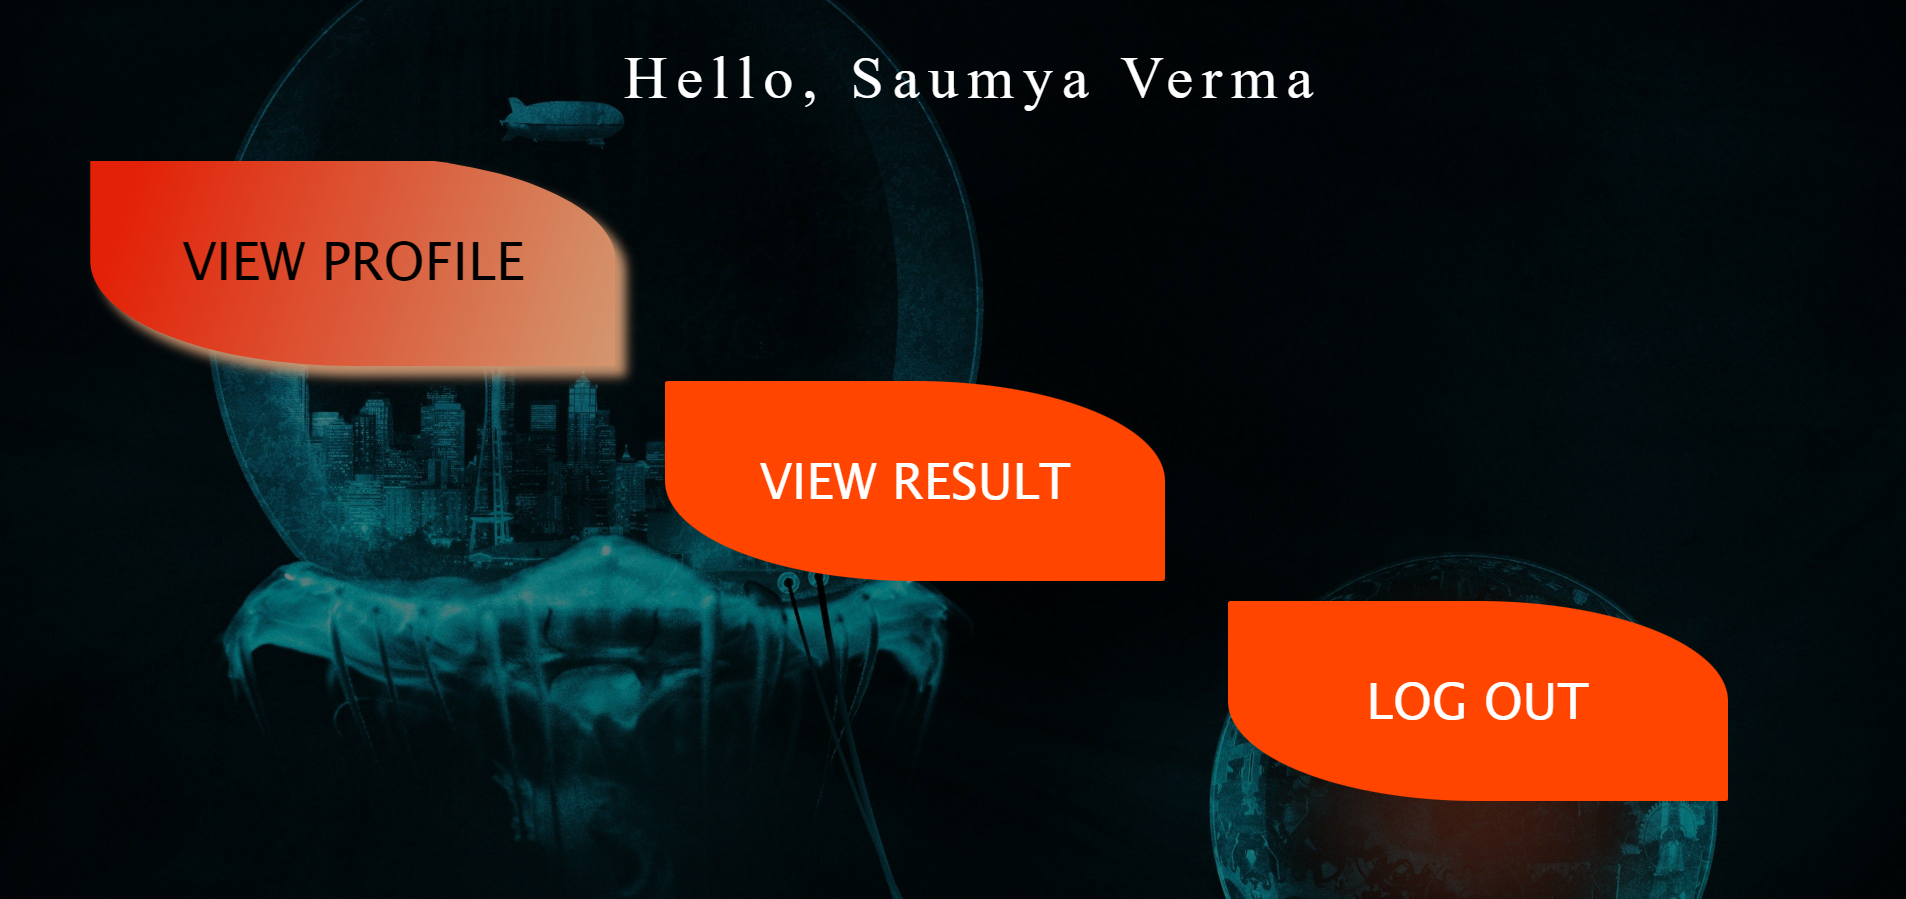 Hello, Saumya Verma
VIEW PROFILE
VIEW RESULT
LOG OUT